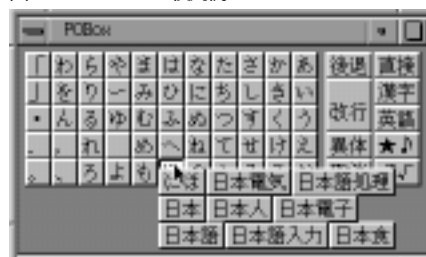 POBox
「 わ ら や ま は な た さ か あ 後退 直接
」 を り ー み ひ に ち し き い 漢字
・ ん る ゆ む ふ ぬ つ す く う 改行 英語
れ め へ ね て せ け え 異体 ★♪
。 、 ろ よ も
にほ 日本電気 日本語処理
日本 日本人 日本電子
日本語 日本語入力 日本食